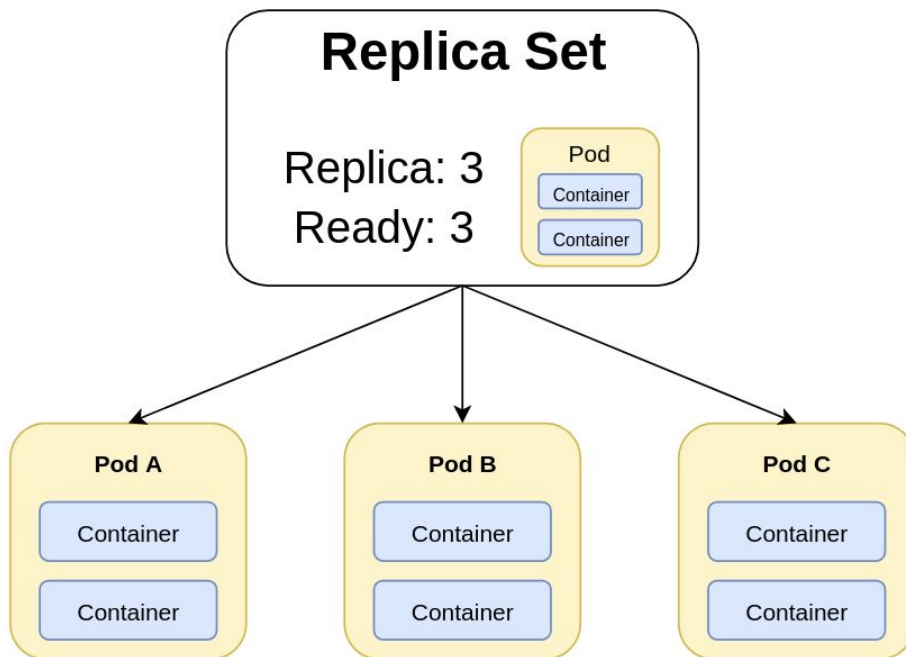 Replica Set
Replica: 3
Ready: 3
Pod
Container
Container
Pod A
Container
Container
Pod B
Container
Container
Pod C
Container
Container